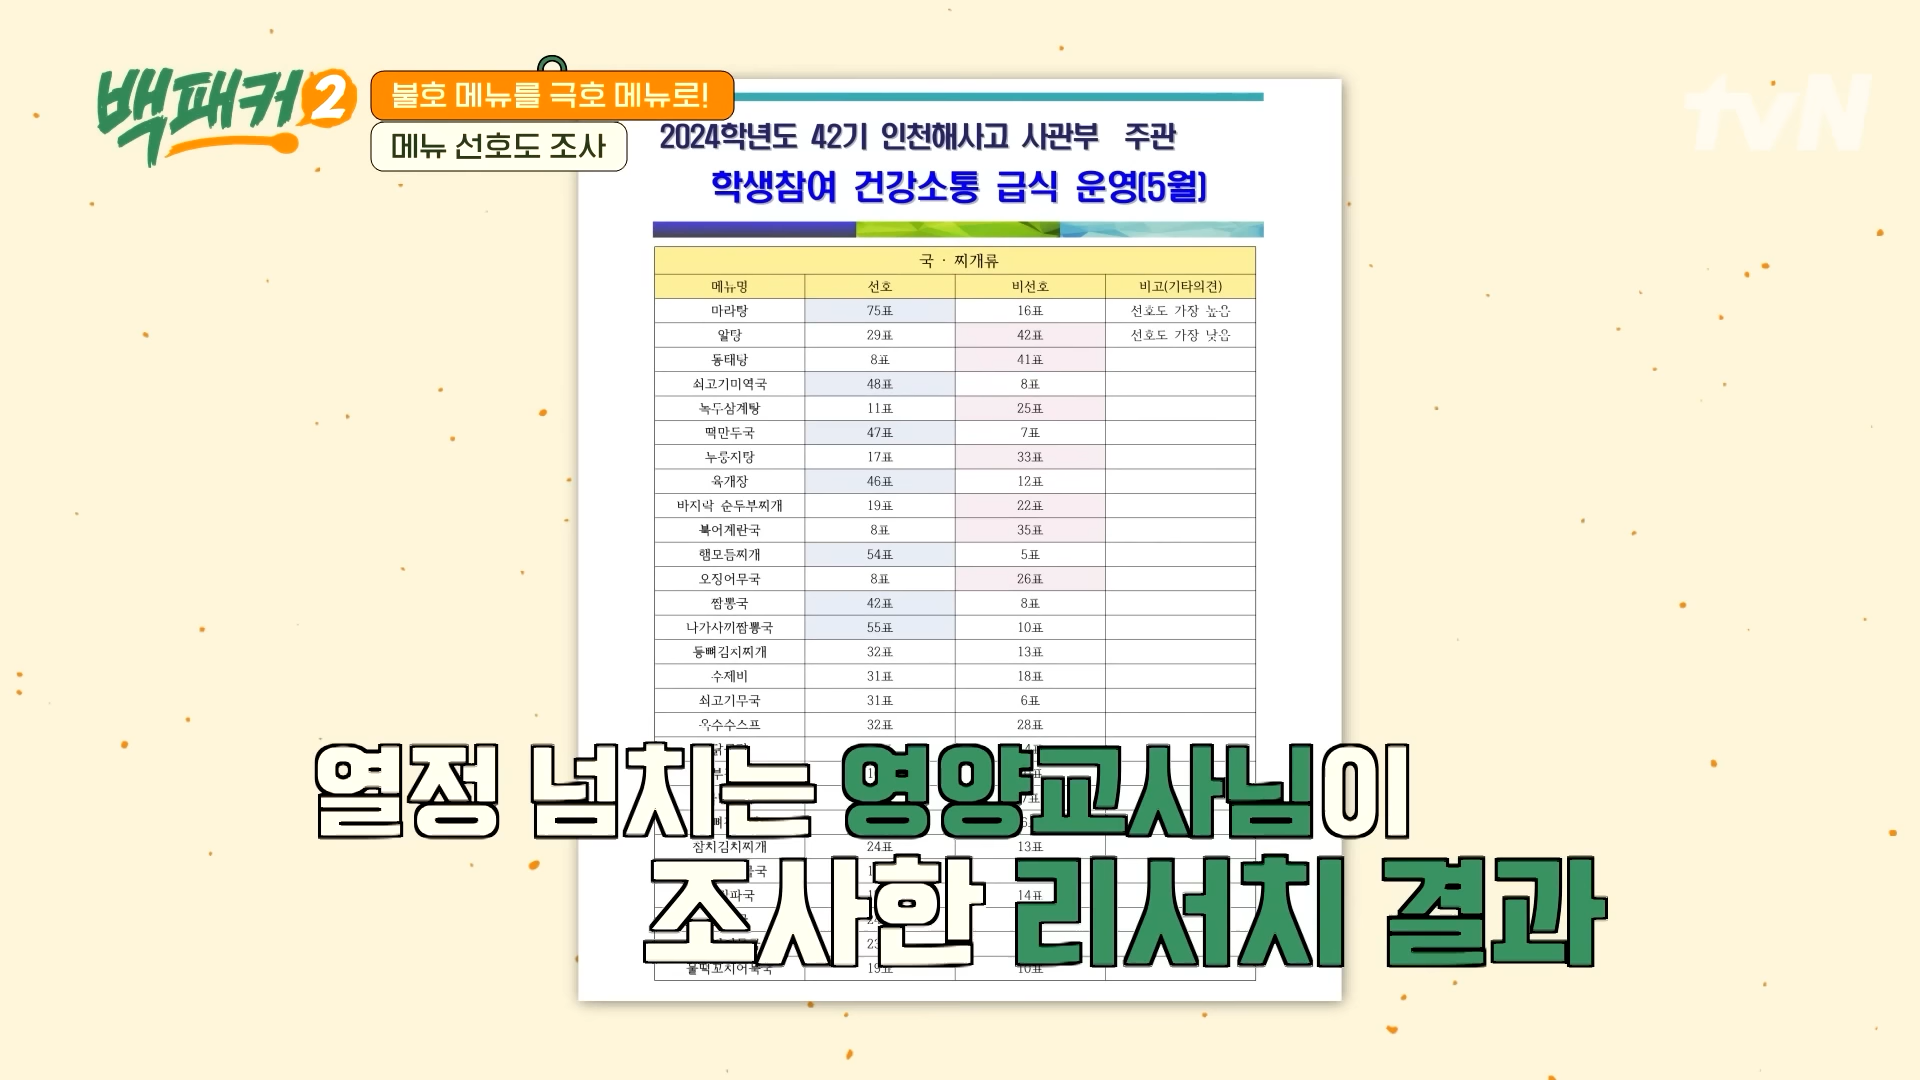 백패커2
불호 메뉴를 극호 메뉴로!
메뉴 선호도 조사
tvN
2024학년도 42기 인천해사고 사관부 주관
학생참여 건강소통 급식 운영(5월)
국 · 찌개류
메뉴명 선호 비선호 비고(기타의견)
마라탕 75표 16표 선호도 가장 높음
알탕 29표 42표 선호도 가장 낮음
동태탕 8표 41표
쇠고기미역국 48표 8표
녹두삼계탕 11표 25표
떡만두국 47표 7표
누룽지탕 17표 33표
육개장 46표 12표
바지락 순두부찌개 19표 22표
북어계란국 8표 35표
햄모듬찌개 54표 5표
오징어무국 8표 26표
짬뽕국 42표 8표
나가사끼짬뽕국 55표 10표
등뼈김치찌개 32표 13표
수제비 31표 18표
쇠고기무국 31표 6표
옥수수스프 32표 28표
참치김치찌개 24표 13표
14표
19표 10표
열정 넘치는 영양교사님이
조사한 리서치 결과